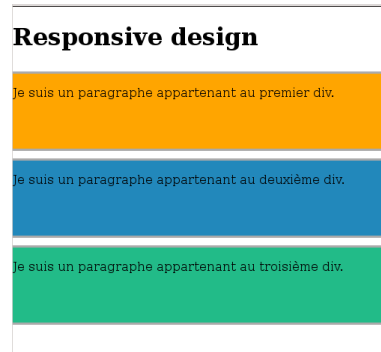 Responsive design
Je suis un paragraphe appartenant au premier div.
Je suis un paragraphe appartenant au deuxième div.
Je suis un paragraphe appartenant au troisième div.